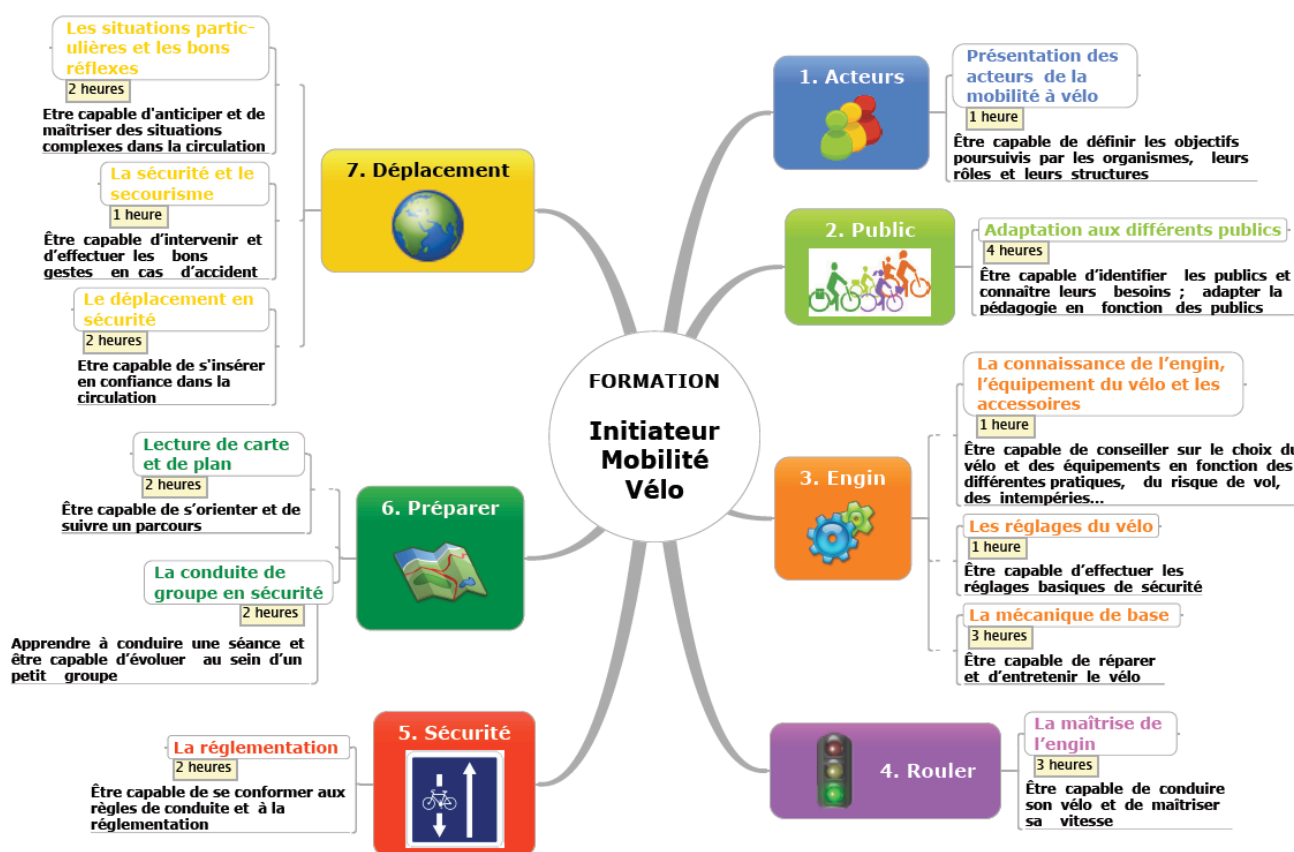 FORMATION
Initiateur
Mobilité
Vélo
1. Acteurs
Présentation des
acteurs de la
mobilité à vélo
1 heure
Être capable de définir les objectifs
poursuivis par les organismes, leurs
rôles et leurs structures
2. Public
Adaptation aux différents publics
4 heures
Être capable d’identifier les publics et
connaître leurs besoins ; adapter la
pédagogie en fonction des publics
3. Engin
La connaissance de l’engin,
l’équipement du vélo et les
accessoires
1 heure
Être capable de conseiller sur le choix du
vélo et des équipements en fonction des
différentes pratiques, du risque de vol,
des intempéries...
Les réglages du vélo
1 heure
Être capable d’effectuer les
réglages basiques de sécurité
La mécanique de base
3 heures
Être capable de réparer
et d’entretenir le vélo
4. Rouler
La maîtrise de
l’engin
3 heures
Être capable de conduire
son vélo et de maîtriser
sa vitesse
5. Sécurité
La réglementation
2 heures
Être capable de se conformer aux
règles de conduite et à la
réglementation
6. Préparer
Lecture de carte
et de plan
2 heures
Être capable de s’orienter et de
suivre un parcours
La conduite de
groupe en sécurité
2 heures
Apprendre à conduire une séance et
être capable d’évoluer au sein d’un
petit groupe
7. Déplacement
Les situations partic-
ulières et les bons
réflexes
2 heures
Etre capable d'anticiper et de
maîtriser des situations
complexes dans la circulation
La sécurité et le
secourisme
1 heure
Être capable d’intervenir et
d’effectuer les bons
gestes en cas d’accident
Le déplacement en
sécurité
2 heures
Etre capable de s'insérer
en confiance dans la
circulation